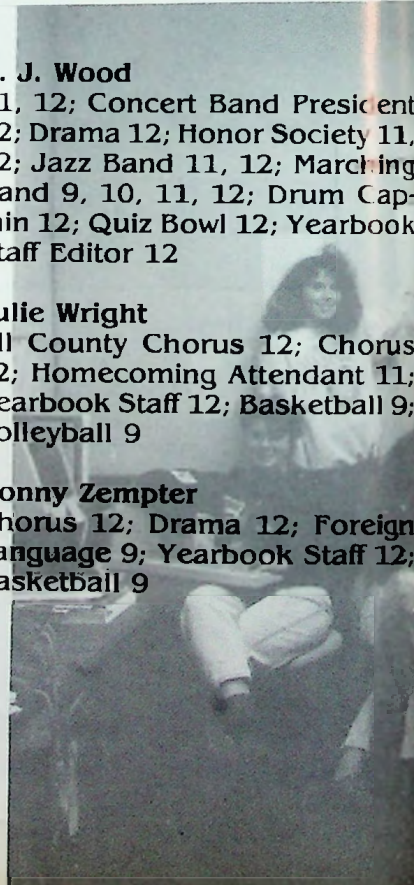 . J. Wood
1, 12; Concert Band President
2; Drama 12; Honor Society 11,
2; Jazz Band 11, 12; Marching
and 9, 10, 11, 12; Drum Cap-
ain 12; Quiz Bowl 12; Yearbook
taff Editor 12
ulie Wright
ll County Chorus 12; Chorus
2; Homecoming Attendant 11;
earbook Staff 12; Basketball 9;
olleyball 9
onny Zempter
horus 12; Drama 12; Foreign
anguage 9; Yearbook Staff 12;
asketball 9